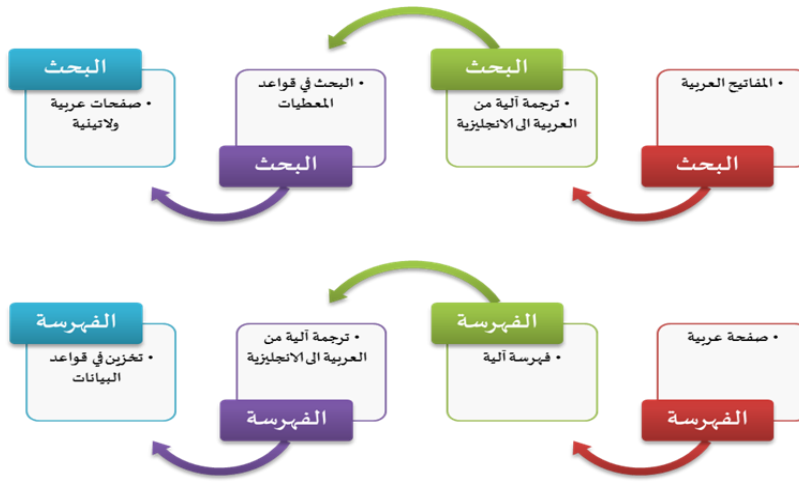 • المفاتيح العربية
البحث
البحث
• ترجمة آلية من
العربية الى الانجليزية
• البحث في قواعد
المعطيات
البحث
البحث
• صفحات عربية
ولاتينية
• صفحة عربية
الفهرسة
الفهرسة
• فهرسة آلية
• ترجمة آلية من
العربية الى الانجليزية
الفهرسة
الفهرسة
• تخزين في قواعد
البيانات